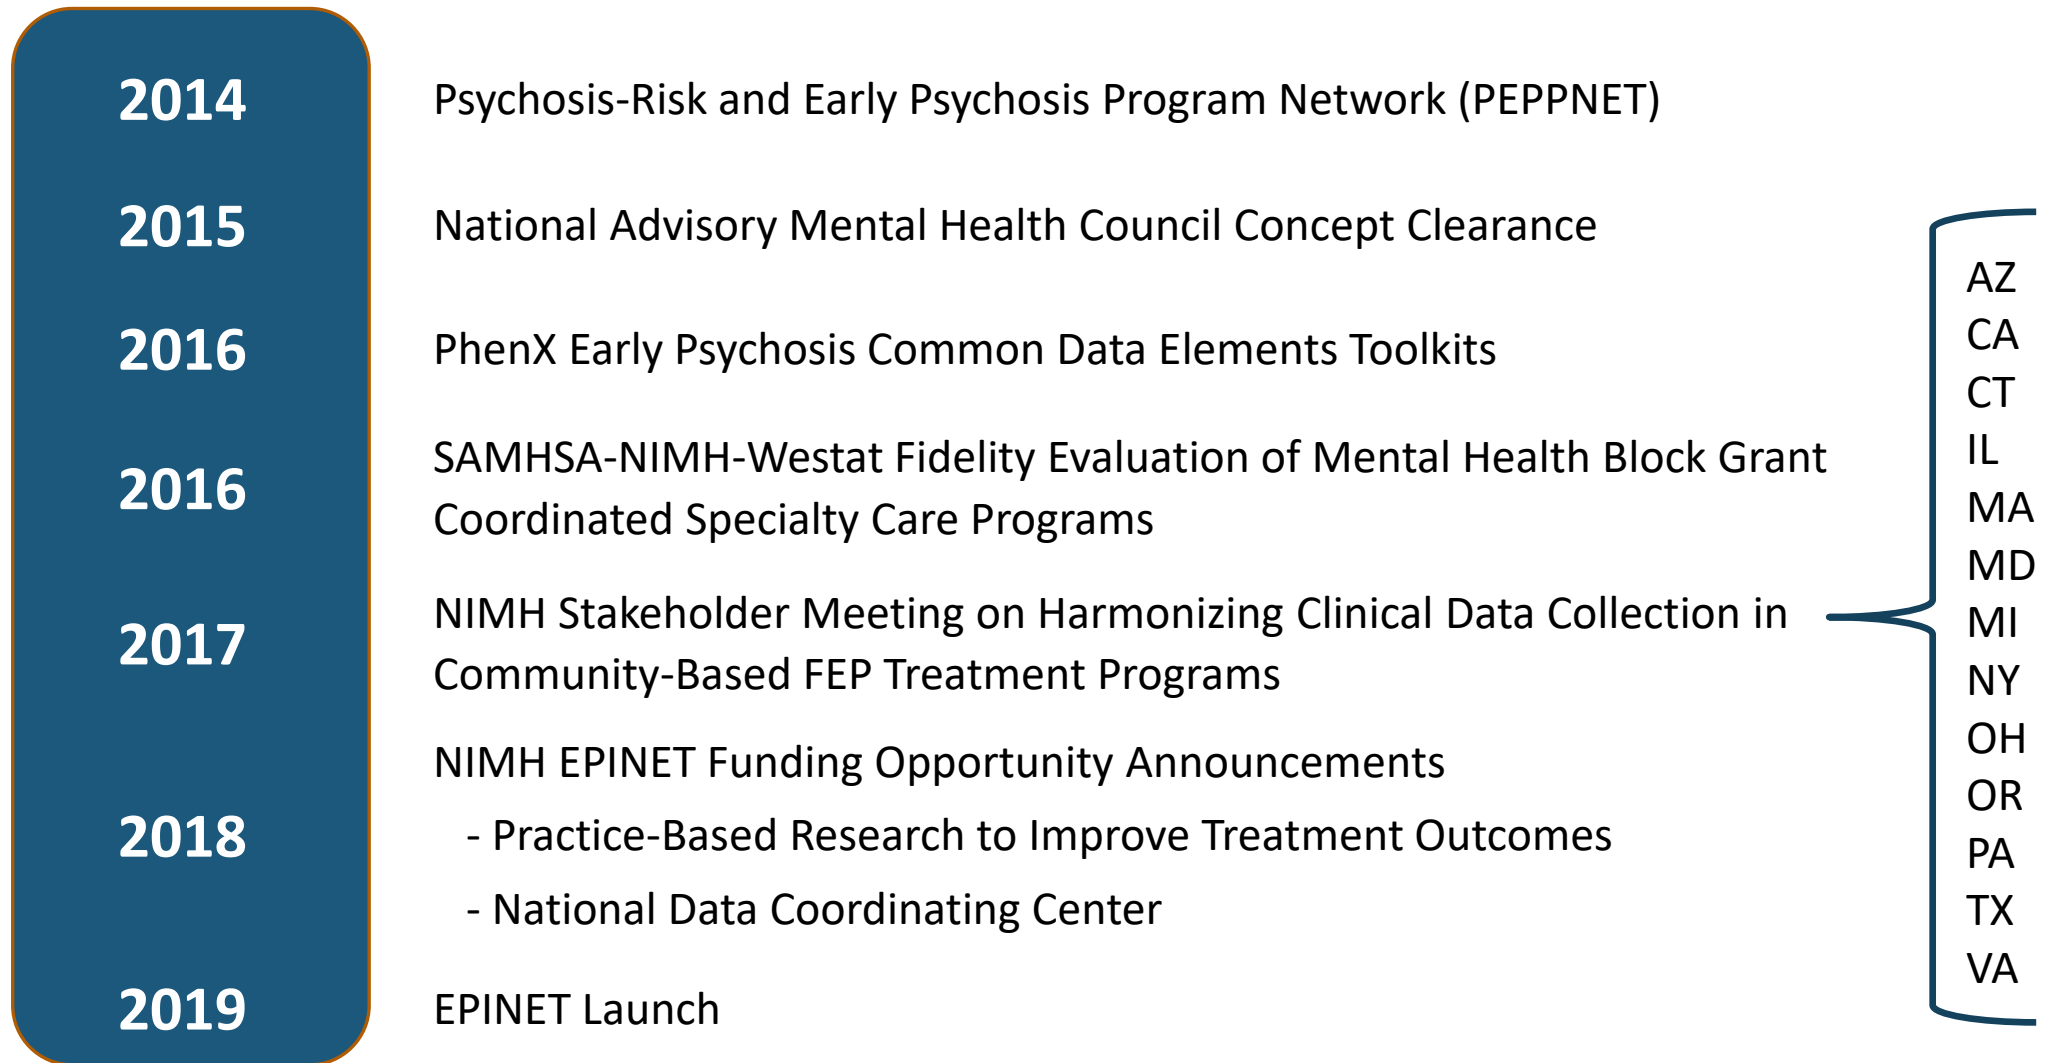 2014
Psychosis-Risk and Early Psychosis Program Network (PEPPNET)
2015
National Advisory Mental Health Council Concept Clearance
2016
PhenX Early Psychosis Common Data Elements Toolkits
2016
SAMHSA-NIMH-Westat Fidelity Evaluation of Mental Health Block Grant
Coordinated Specialty Care Programs
2017
NIMH Stakeholder Meeting on Harmonizing Clinical Data Collection in
Community-Based FEP Treatment Programs
AZ
CA
CT
IL
MA
MD
MI
NY
OH
OR
PA
TX
VA
2018
NIMH EPINET Funding Opportunity Announcements
- Practice-Based Research to Improve Treatment Outcomes
- National Data Coordinating Center
2019
EPINET Launch